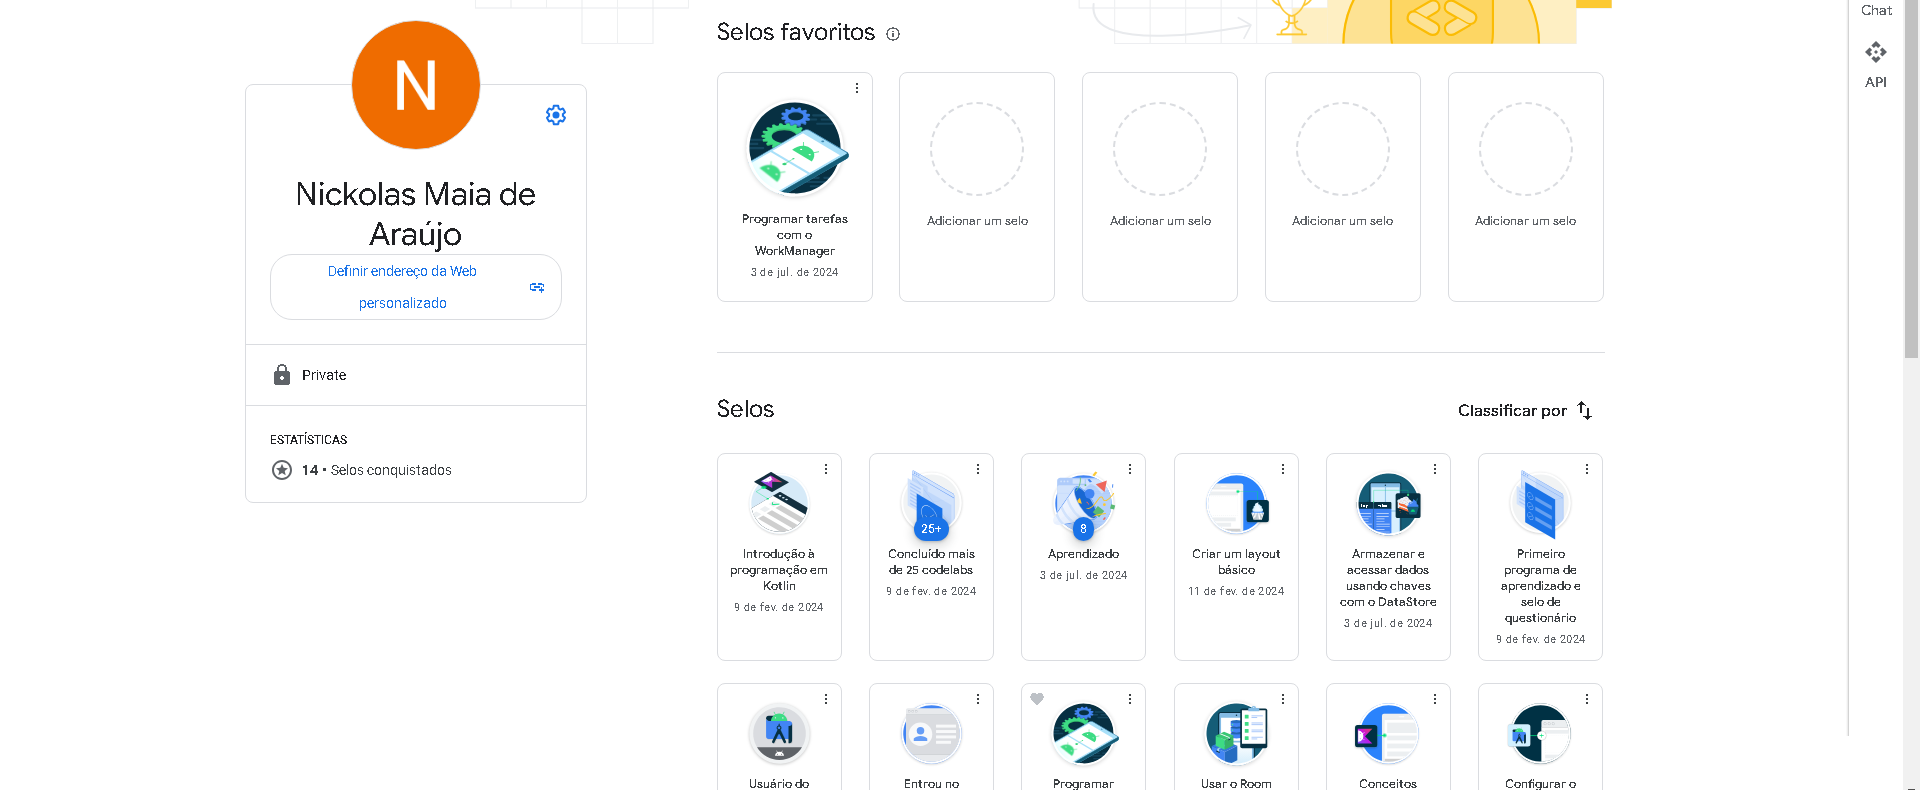 Chat
API
N
Nickolas Maia de
Araújo
Definir endereço da Web
personalizado
Private
ESTATÍSTICAS
14 • Selos conquistados
Selos favoritos
Programar tarefas
com o
WorkManager
3 de jul. de 2024
Adicionar um selo
Adicionar um selo
Adicionar um selo
Adicionar um selo
Selos
Classificar por
Introdução à
programação em
Kotlin
9 de fev. de 2024
25+
Concluído mais
de 25 codelabs
9 de fev. de 2024
8
Aprendizado
3 de jul. de 2024
Criar um layout
básico
11 de fev. de 2024
Armazenar e
acessar dados
usando chaves
com o DataStore
3 de jul. de 2024
Primeiro
programa de
aprendizado e
selo de
questionário
9 de fev. de 2024
Usuário do
Entrou no
Programar
Usar o Room
Conceitos
Configurar o